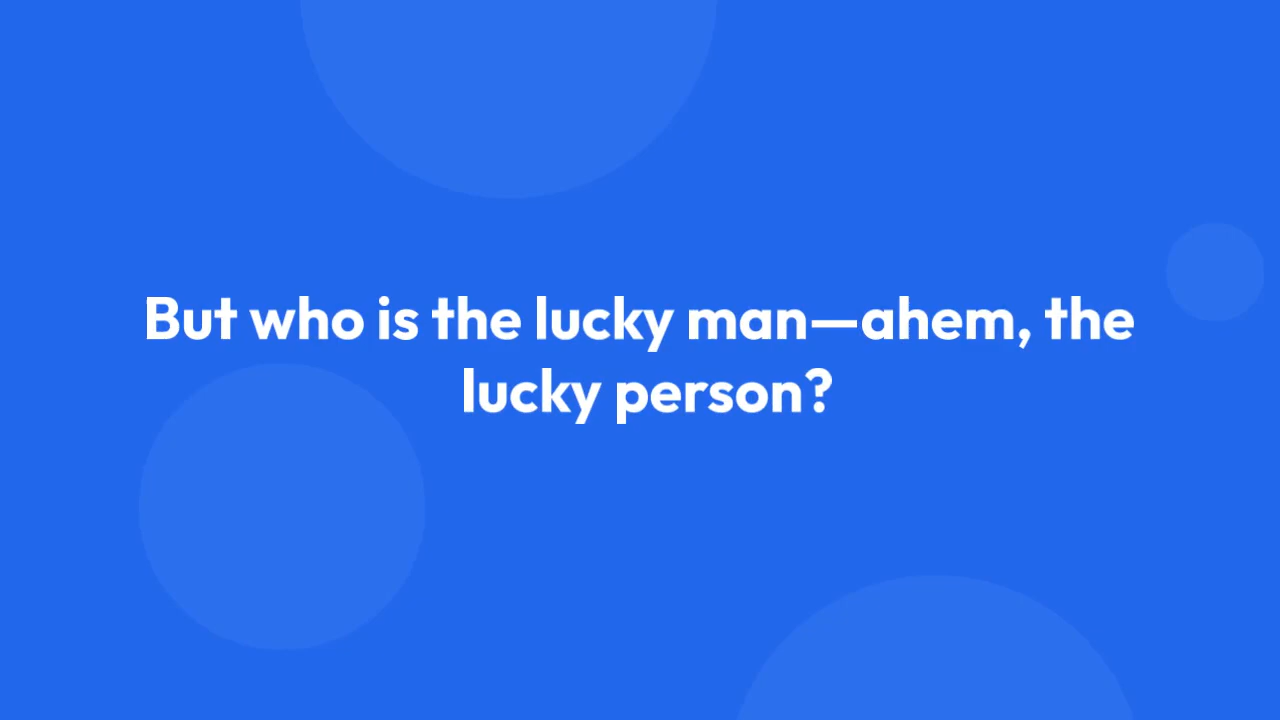 But who is the lucky man—ahem, the
lucky person?